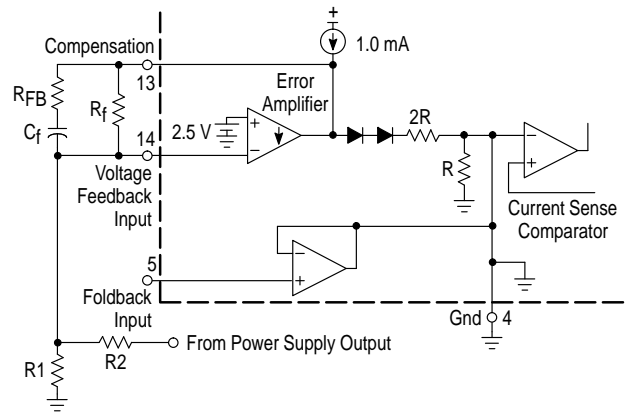 +
Compensation
1.0 mA
13
RFB
Rf
Error
Amplifier
2R
Cf
2.5 V
+
−
−
+
14
R
Voltage
Feedback
Input
Current Sense
Comparator
5
−
+
Foldback
Input
Gnd
4
From Power Supply Output
R2
R1